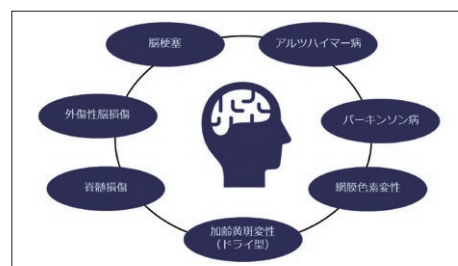 脳梗塞
アルツハイマー病
外傷性脳損傷
パーキンソン病
脊髄損傷
網膜色素変性
加齢黄斑変性
(ドライ型)